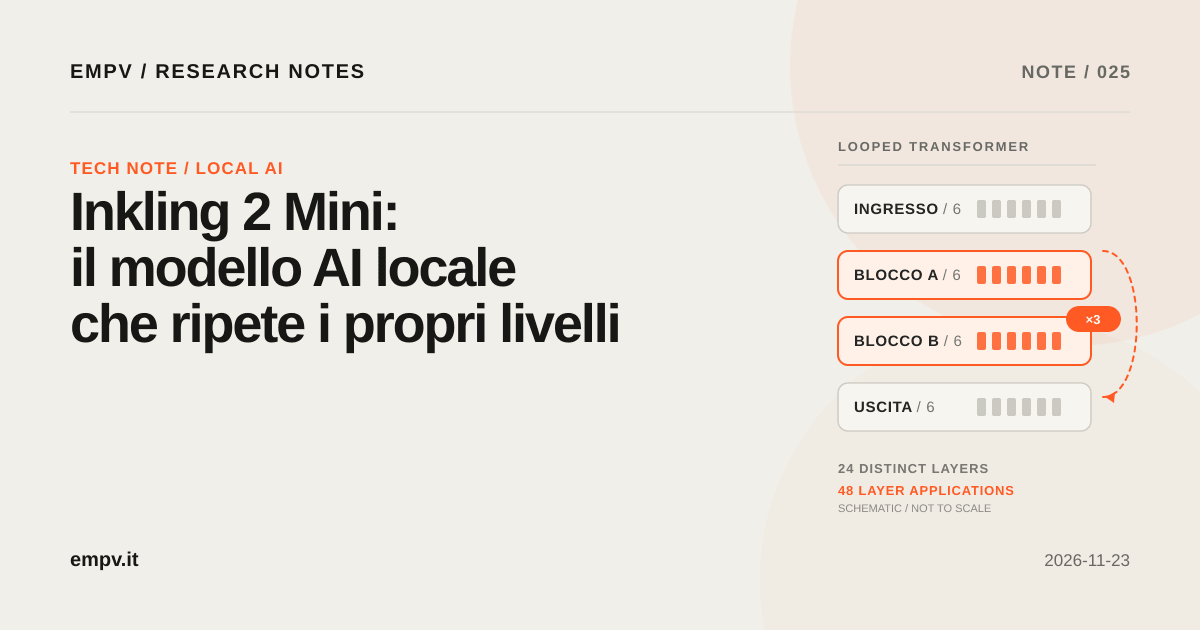 EMPV / RESEARCH NOTES
NOTE / 025
TECH NOTE / LOCAL AI
Inkling 2 Mini:
il modello AI locale
che ripete i propri livelli
LOOPED TRANSFORMER
INGRESSO / 6
BLOCCO A / 6
×3
BLOCCO B / 6
USCITA / 6
24 DISTINCT LAYERS
48 LAYER APPLICATIONS
SCHEMATIC / NOT TO SCALE
empv.it
2026-11-23